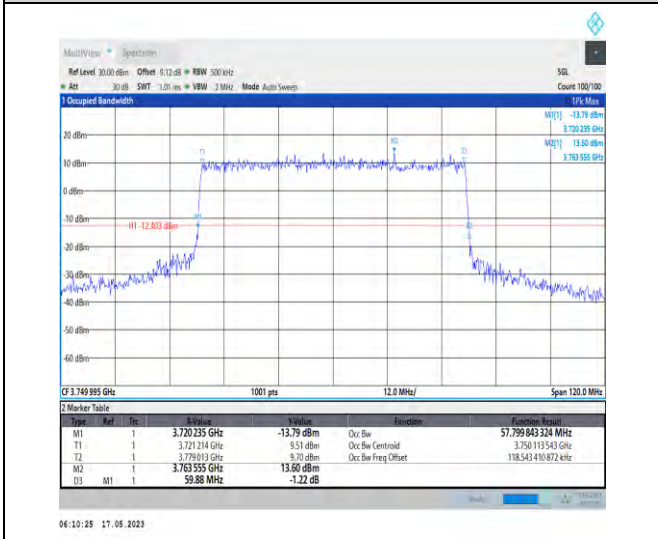 MultiView Spectrum
Ref Level 30.00 dBm Offset 9.12 dB RBW 500 kHz SGL
Att 30 dB SWT 1.01 ms VBW 2 MHz Mode Auto Sweep Count 100/100
1 Occupied Bandwidth 1Pk Max
M1[1] -13.79 dBm
3.720 235 GHz
M2[1] 13.60 dBm
3.763 555 GHz
20 dBm
M2
T1
10 dBm
0 dBm
-10 dBm
M1
H1 -12.403 dBm
-20 dBm
-30 dBm
-40 dBm
-50 dBm
-60 dBm
CF 3.749 995 GHz 1001 pts 12.0 MHz/ Span 120.0 MHz
2 Marker Table
Type Ref Trc X-Value Y-Value Function Function Result
M1 1 3.720 235 GHz -13.79 dBm Occ Bw 57.799 843 324 MHz
T1 1 3.721 214 GHz 9.51 dBm Occ Bw Centroid 3.750 113 543 GHz
T2 1 3.779 013 GHz 9.70 dBm Occ Bw Freq Offset 118.543 410 872 kHz
M2 1 3.763 555 GHz 13.60 dBm
D3 M1 1 59.88 MHz -1.22 dB
06:10:25 17.05.2023